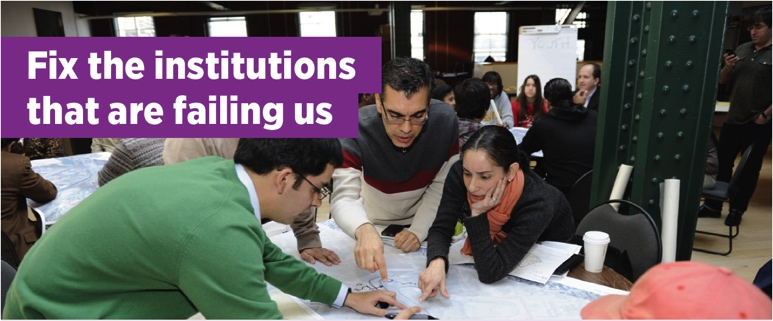 Fix the institutions
that are failing us